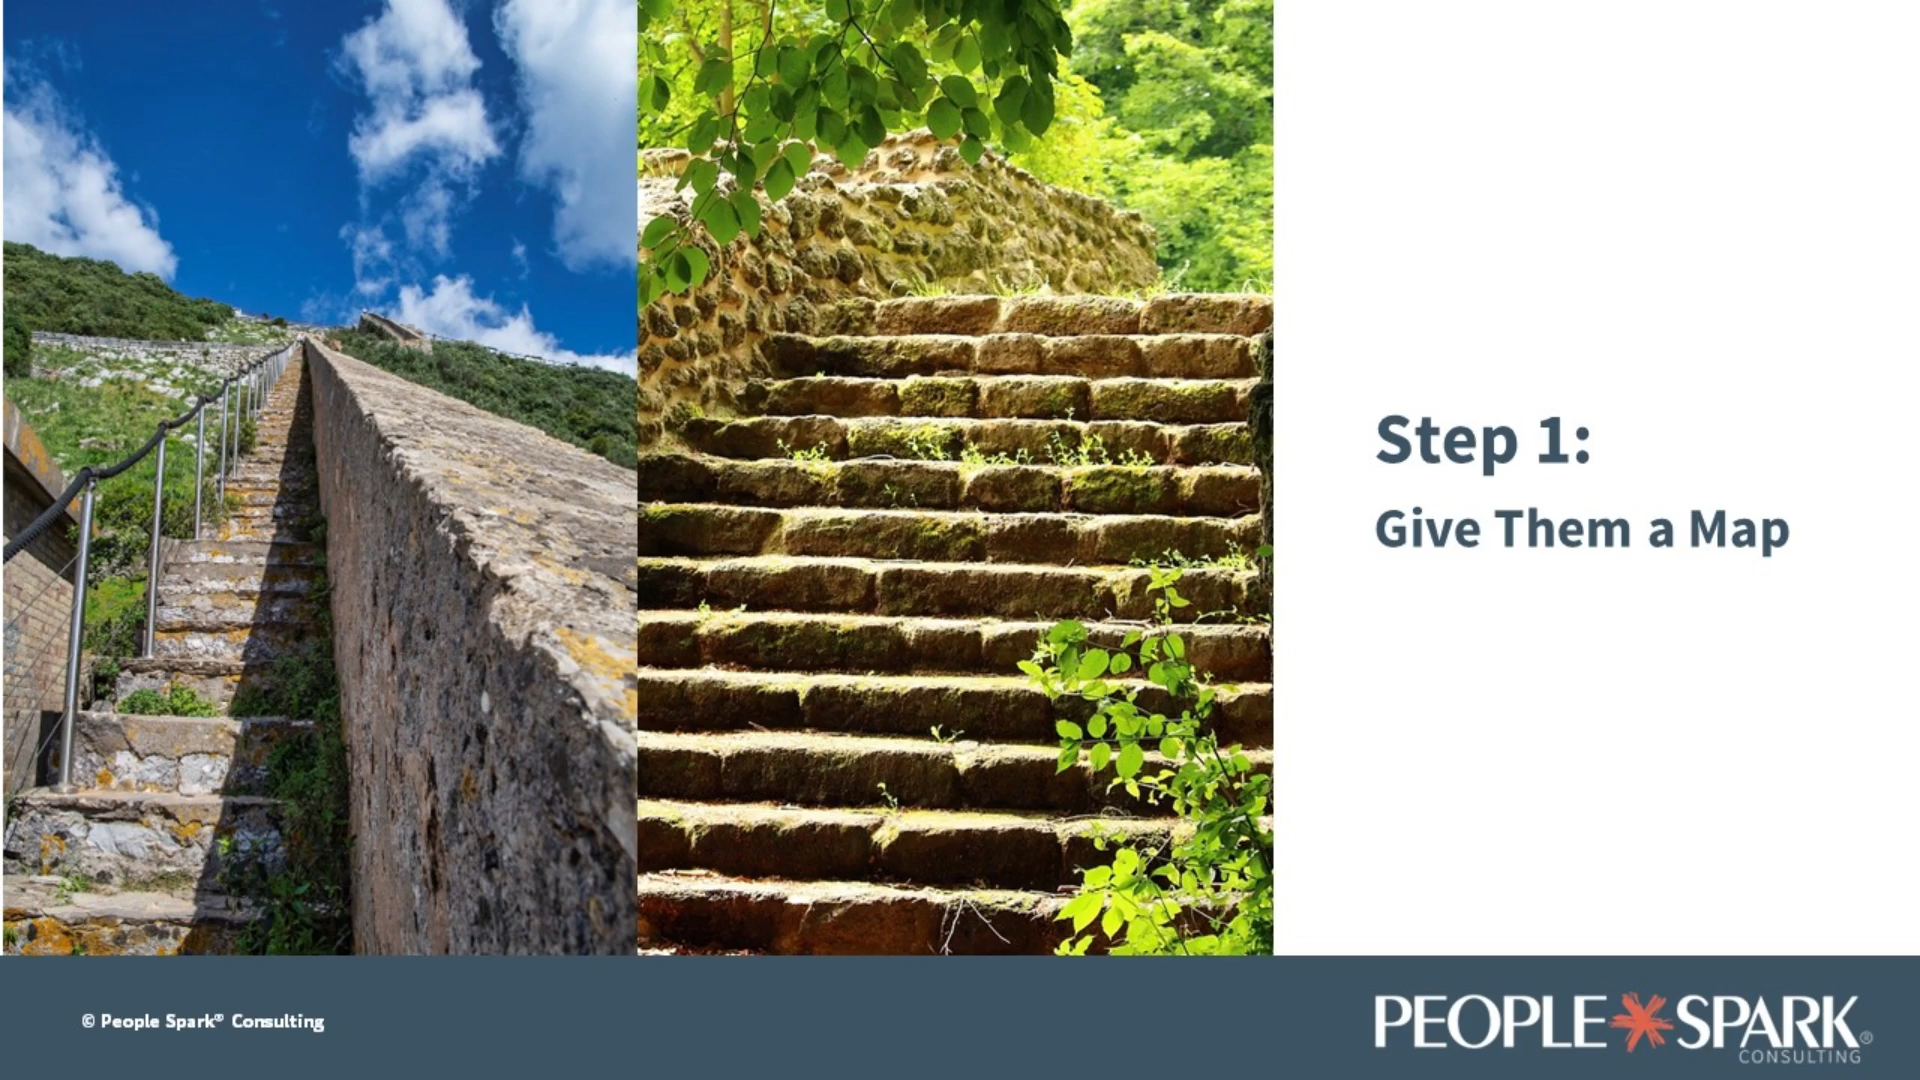 Step 1:
Give Them a Map
© People Spark® Consulting
PEOPLE SPARK®
CONSULTING